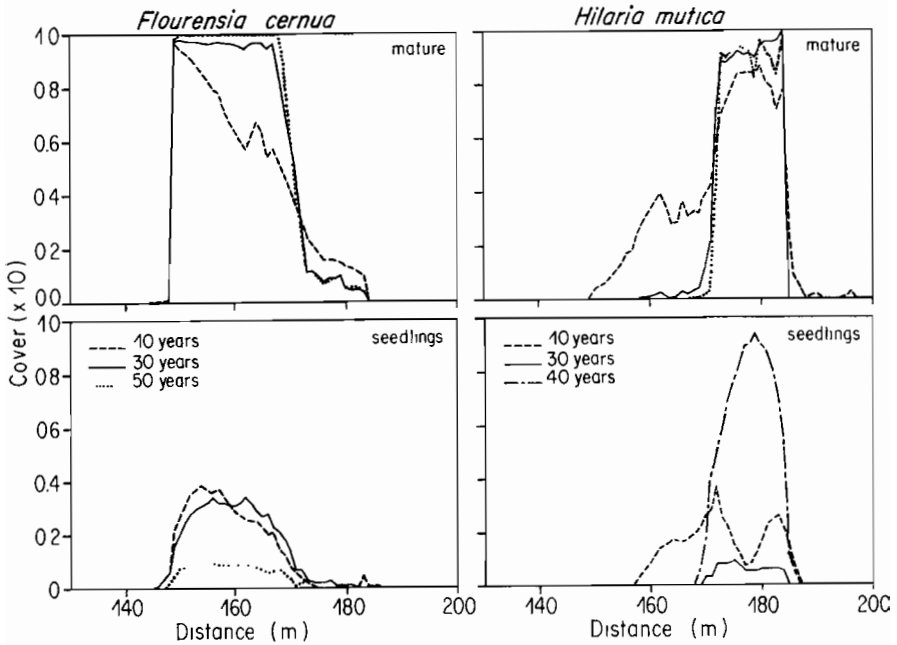 Flourensia cernua
Hilaria mutica
mature
mature
1.0
0.8
0.6
0.4
0.2
0.0
Cover (x 10)
seedlings
seedlings
10 years
30 years
50 years
10 years
30 years
40 years
1.0
0.8
0.6
0.4
0.2
0
140 160 180 200
140 160 180 200
Distance (m)
Distance (m)